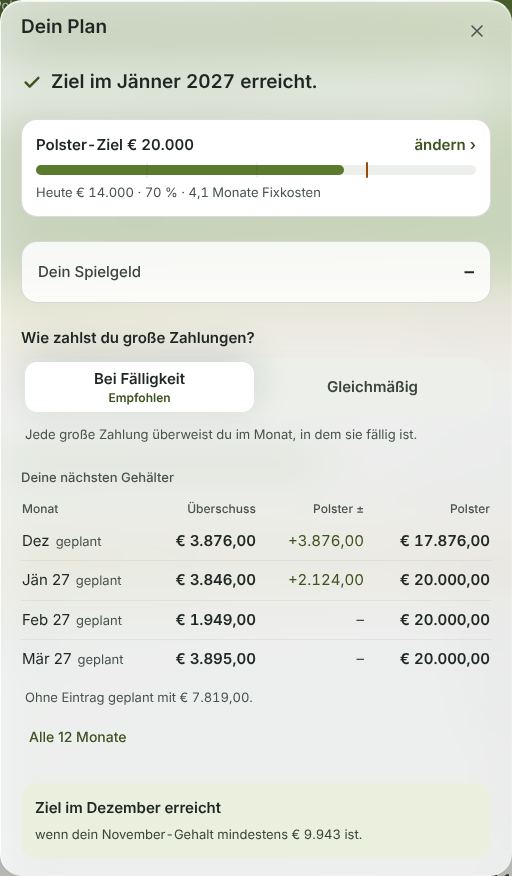 Dein Plan
Ziel im Jänner 2027 erreicht.
Polster-Ziel € 20.000 ändern ›
Heute € 14.000 · 70 % · 4,1 Monate Fixkosten
Dein Spielgeld –
Wie zahlst du große Zahlungen?
Bei Fälligkeit Gleichmäßig
Empfohlen
Jede große Zahlung überweist du im Monat, in dem sie fällig ist.
Deine nächsten Gehälter
Monat Überschuss Polster ± Polster
Dez geplant € 3.876,00 +3.876,00 € 17.876,00
Jän 27 geplant € 3.846,00 +2.124,00 € 20.000,00
Feb 27 geplant € 1.949,00 – € 20.000,00
Mär 27 geplant € 3.895,00 – € 20.000,00
Ohne Eintrag geplant mit € 7.819,00.
Alle 12 Monate
Ziel im Dezember erreicht
wenn dein November-Gehalt mindestens € 9.943 ist.